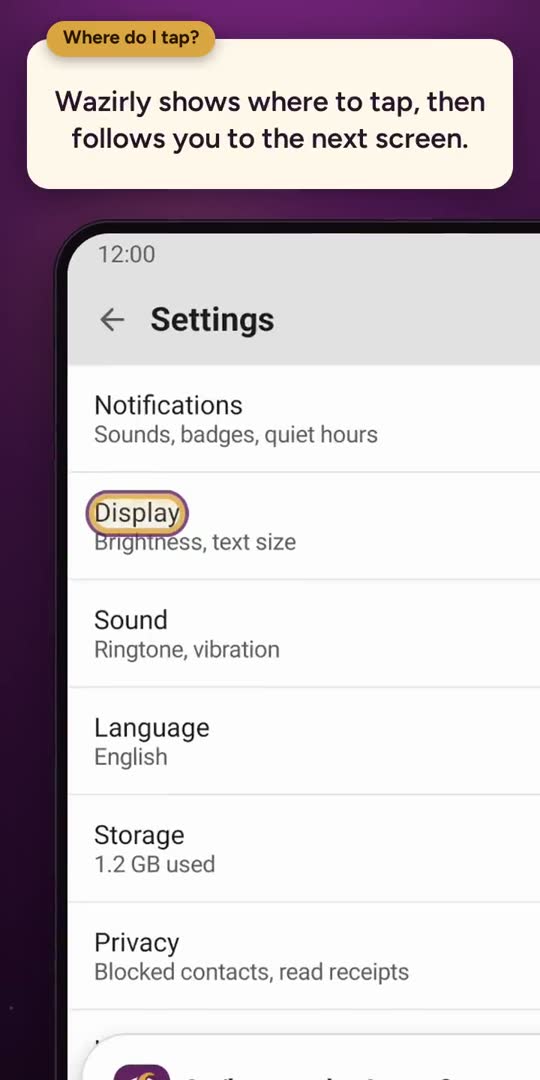 Where do I tap?
Wazirly shows where to tap, then
follows you to the next screen.
12:00
Settings
Notifications
Sounds, badges, quiet hours
Display
Brightness, text size
Sound
Ringtone, vibration
Language
English
Storage
1.2 GB used
Privacy
Blocked contacts, read receipts